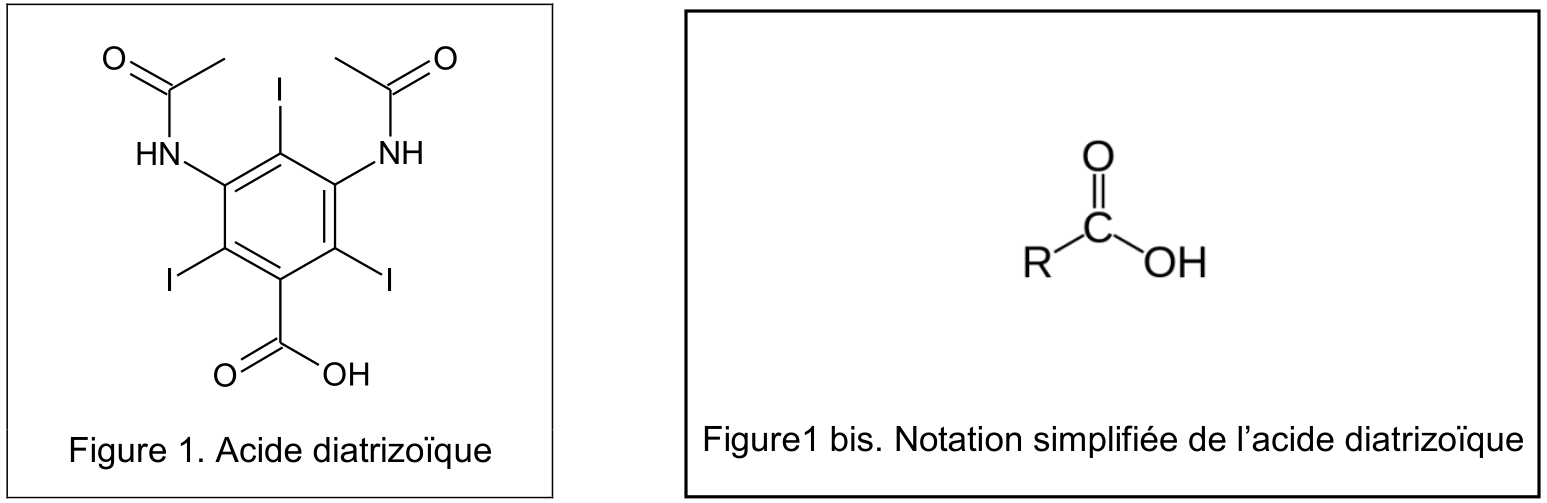 O
O
I
HN
NH
I
I
O
OH
Figure 1. Acide diatrizoïque
O
C
R
OH
Figure1 bis. Notation simplifiée de l’acide diatrizoïque